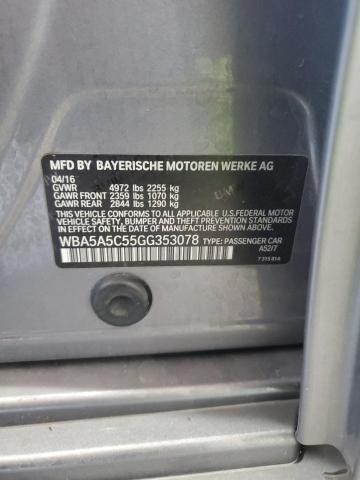 MFD BY BAYERISCHE MOTOREN WERKE AG
04/16
GVWR 4972 lbs 2255 kg
GAWR FRONT 2359 lbs 1070 kg
GAWR REAR 2844 lbs 1290 kg
THIS VEHICLE CONFORMS TO ALL APPLICABLE U.S. FEDERAL MOTOR
VEHICLE SAFETY, BUMPER, AND THEFT PREVENTION STANDARDS
IN EFFECT ON THE DATE OF MANUFACTURE SHOWN ABOVE.
WBA5A5C55GG353078 TYPE: PASSENGER CAR
A52/7
7 315 814